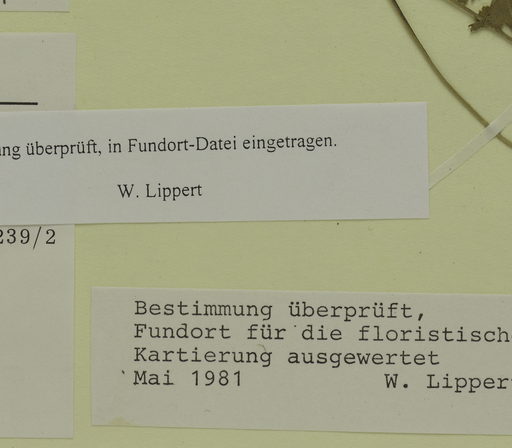 ng überprüft, in Fundort-Datei eingetragen.
W. Lippert
239/2
Bestimmung überprüft,
Fundort für die floristisch
Kartierung ausgewertet
Mai 1981 W. Lipper